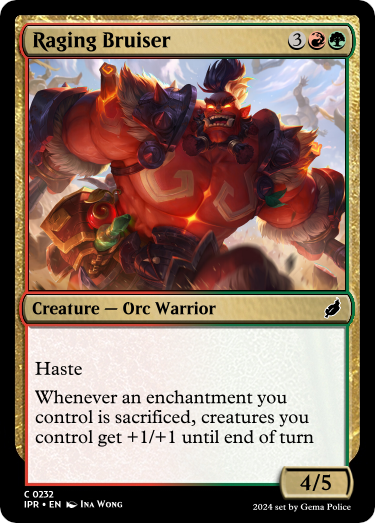 Raging Bruiser 3
Creature — Orc Warrior
Haste
Whenever an enchantment you
control is sacrificed, creatures you
control get +1/+1 until end of turn
4/5
C 0232
IPR • EN Ina Wong
2024 set by Gema Police